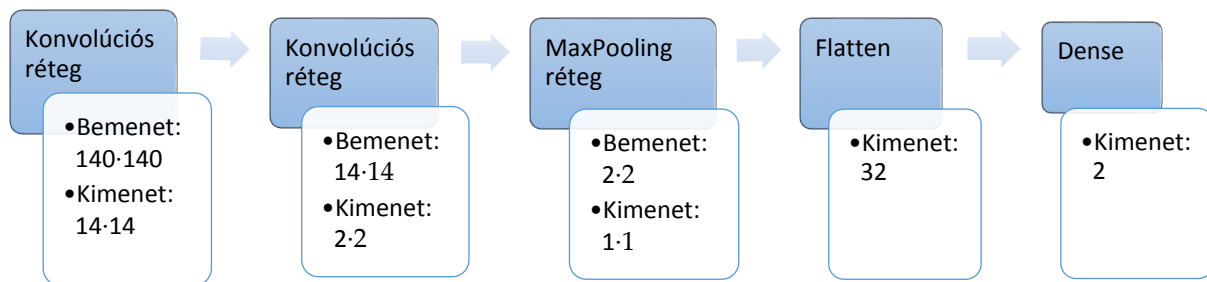 Konvolúciós
réteg
•Bemenet:
140·140
•Kimenet:
14·14
Konvolúciós
réteg
•Bemenet:
14·14
•Kimenet:
2·2
MaxPooling
réteg
•Bemenet:
2·2
•Kimenet:
1·1
Flatten
•Kimenet:
32
Dense
•Kimenet:
2